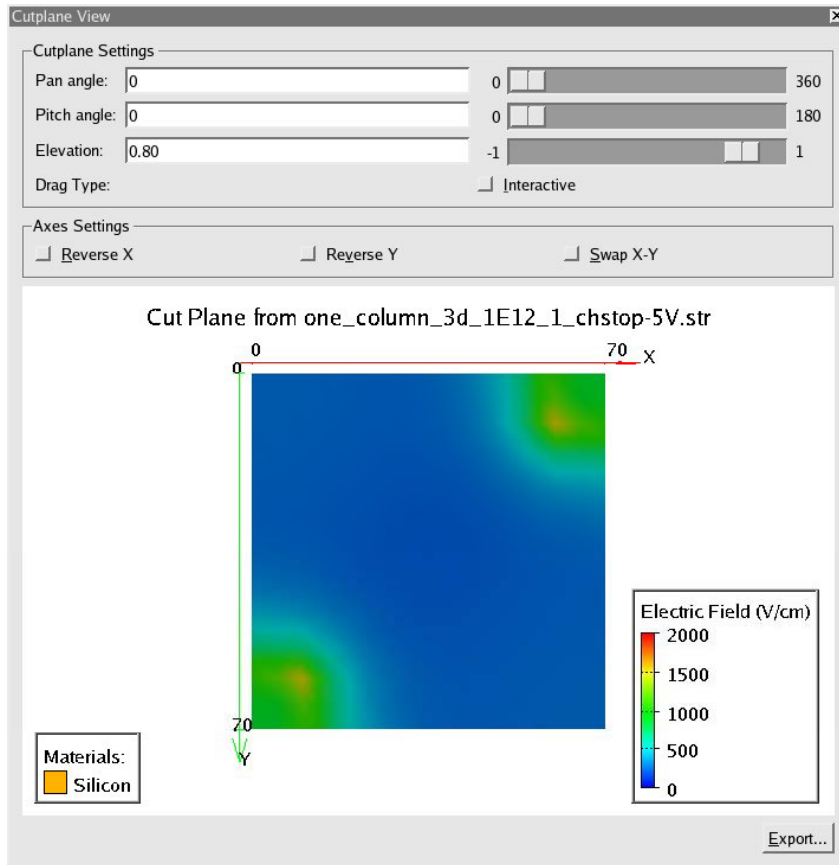 Cutplane View
Cutplane Settings
Pan angle: 0 0 360
Pitch angle: 0 0 180
Elevation: 0.80 -1 1
Drag Type: Interactive
Axes Settings
Reverse X Reverse Y Swap X-Y
Cut Plane from one_column_3d_1E12_1_chstop-5V.str
0 70 X
0
Electric Field (V/cm)
2000
1500
1000
500
0
70
Y
Materials:
Silicon
Export...